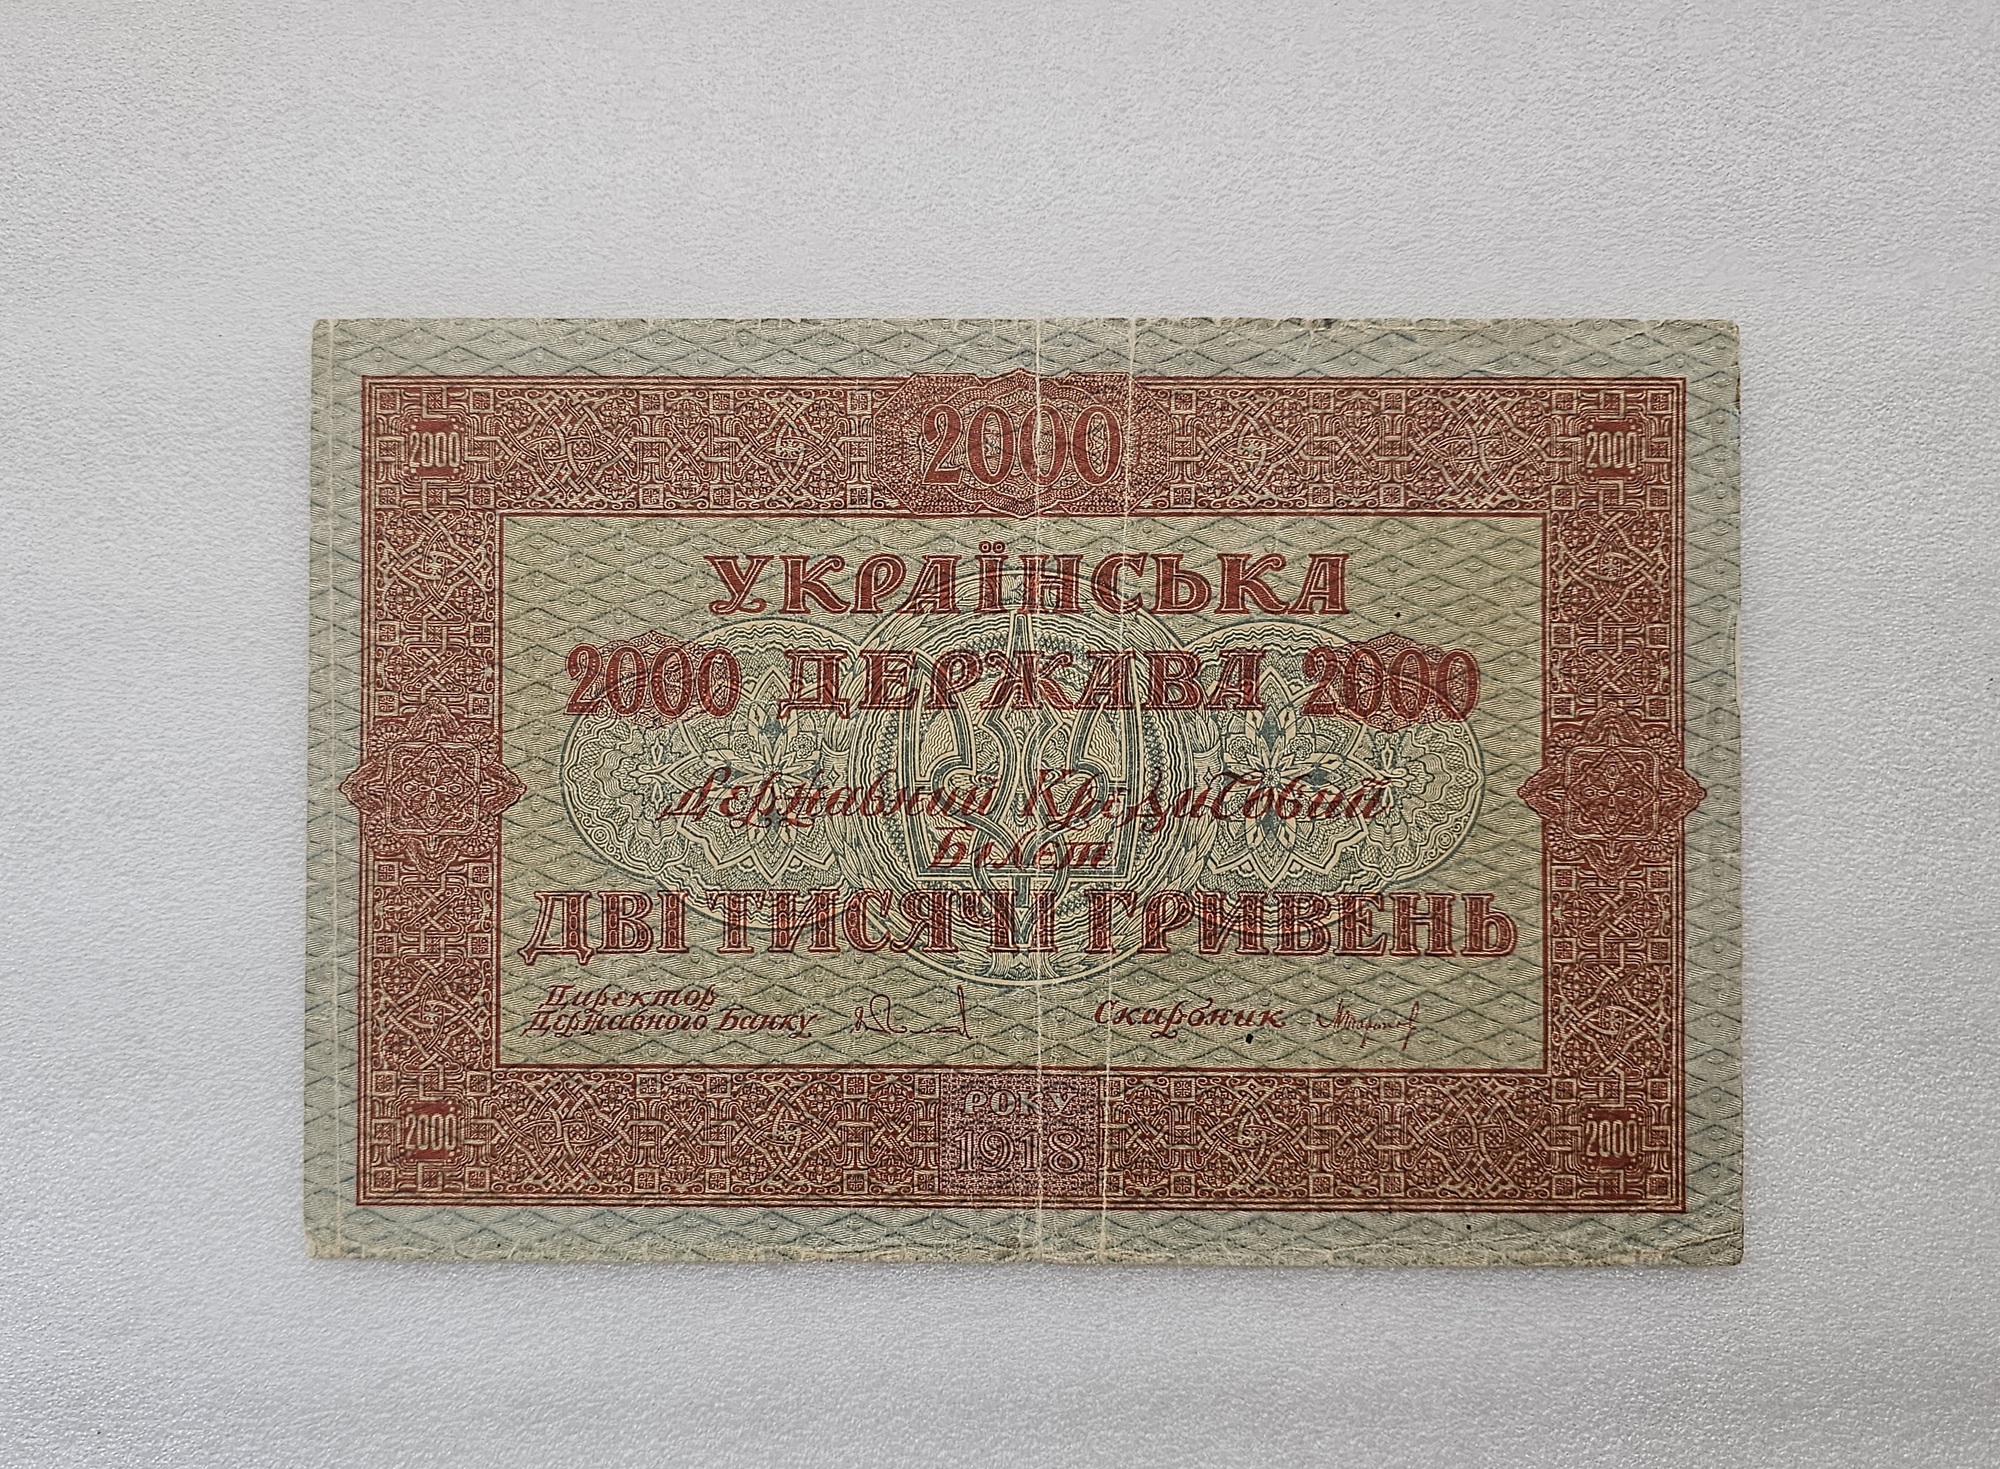 2000 2000 2000
УКРАЇНСЬКА
2000 ДЕРЖАВА 2000
Державний Кредитовий
Білет
ДВІ ТИСЯЧІ ГРИВЕНЬ
Директор
Державного Банку
Скарбник
РОКУ
2000 1918 2000